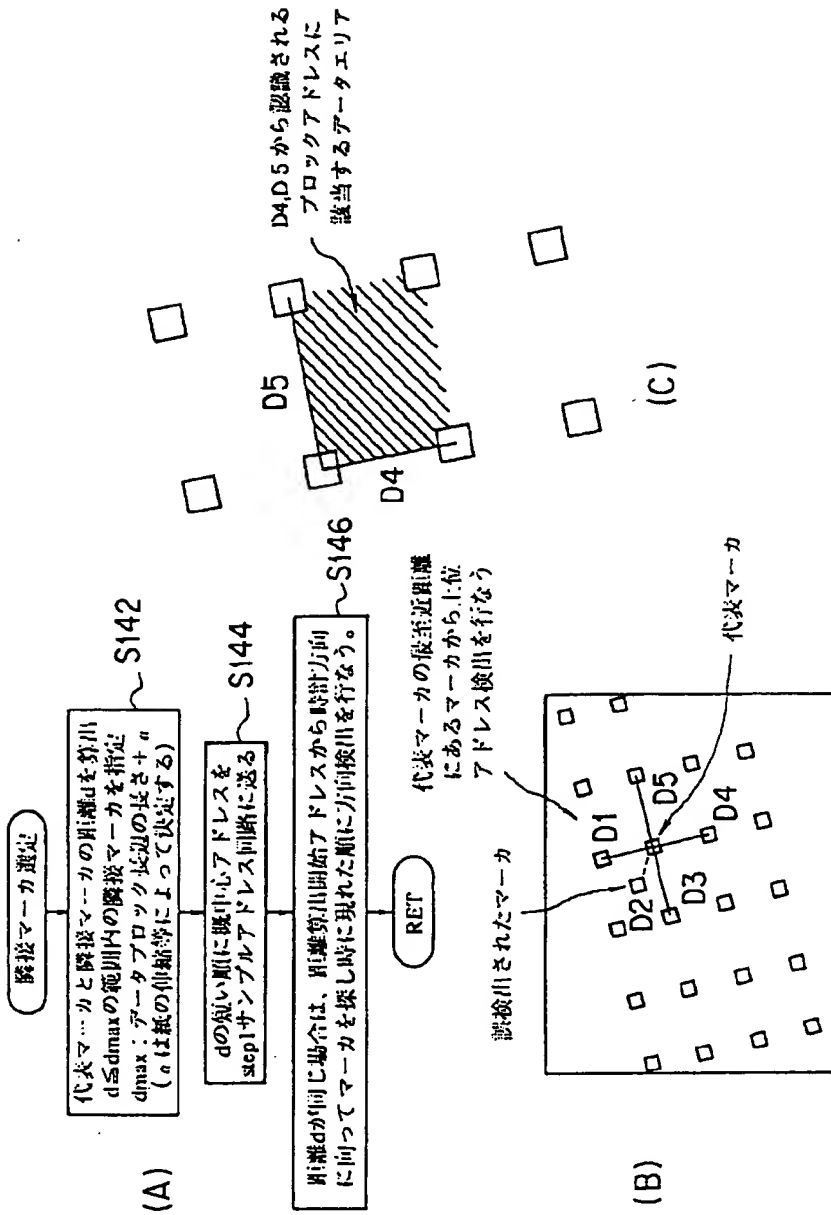 (A)
隣接マーカ選定
代表マーカと隣接マーカの距離dを算出
d≦dmaxの範囲内の隣接マーカを指定
dmax：データブロック長辺の長さ+α
(αは紙の伸縮等によって決定する)
S142
dの短い順に概中心アドレスを
step1サンプルアドレス回路に送る
S144
距離dが同じ場合は、距離算出開始アドレスから時計方向
に向ってマーカを探し時に現れた順に方向検出を行なう。
S146
RET
(B)
誤検出されたマーカ
代表マーカの最至近距離
にあるマーカから上位
アドレス検出を行なう
代表マーカ
D1
D2
D3
D4
D5
(C)
D4
D5
D4,D5から認識される
ブロックアドレスに
該当するデータエリア